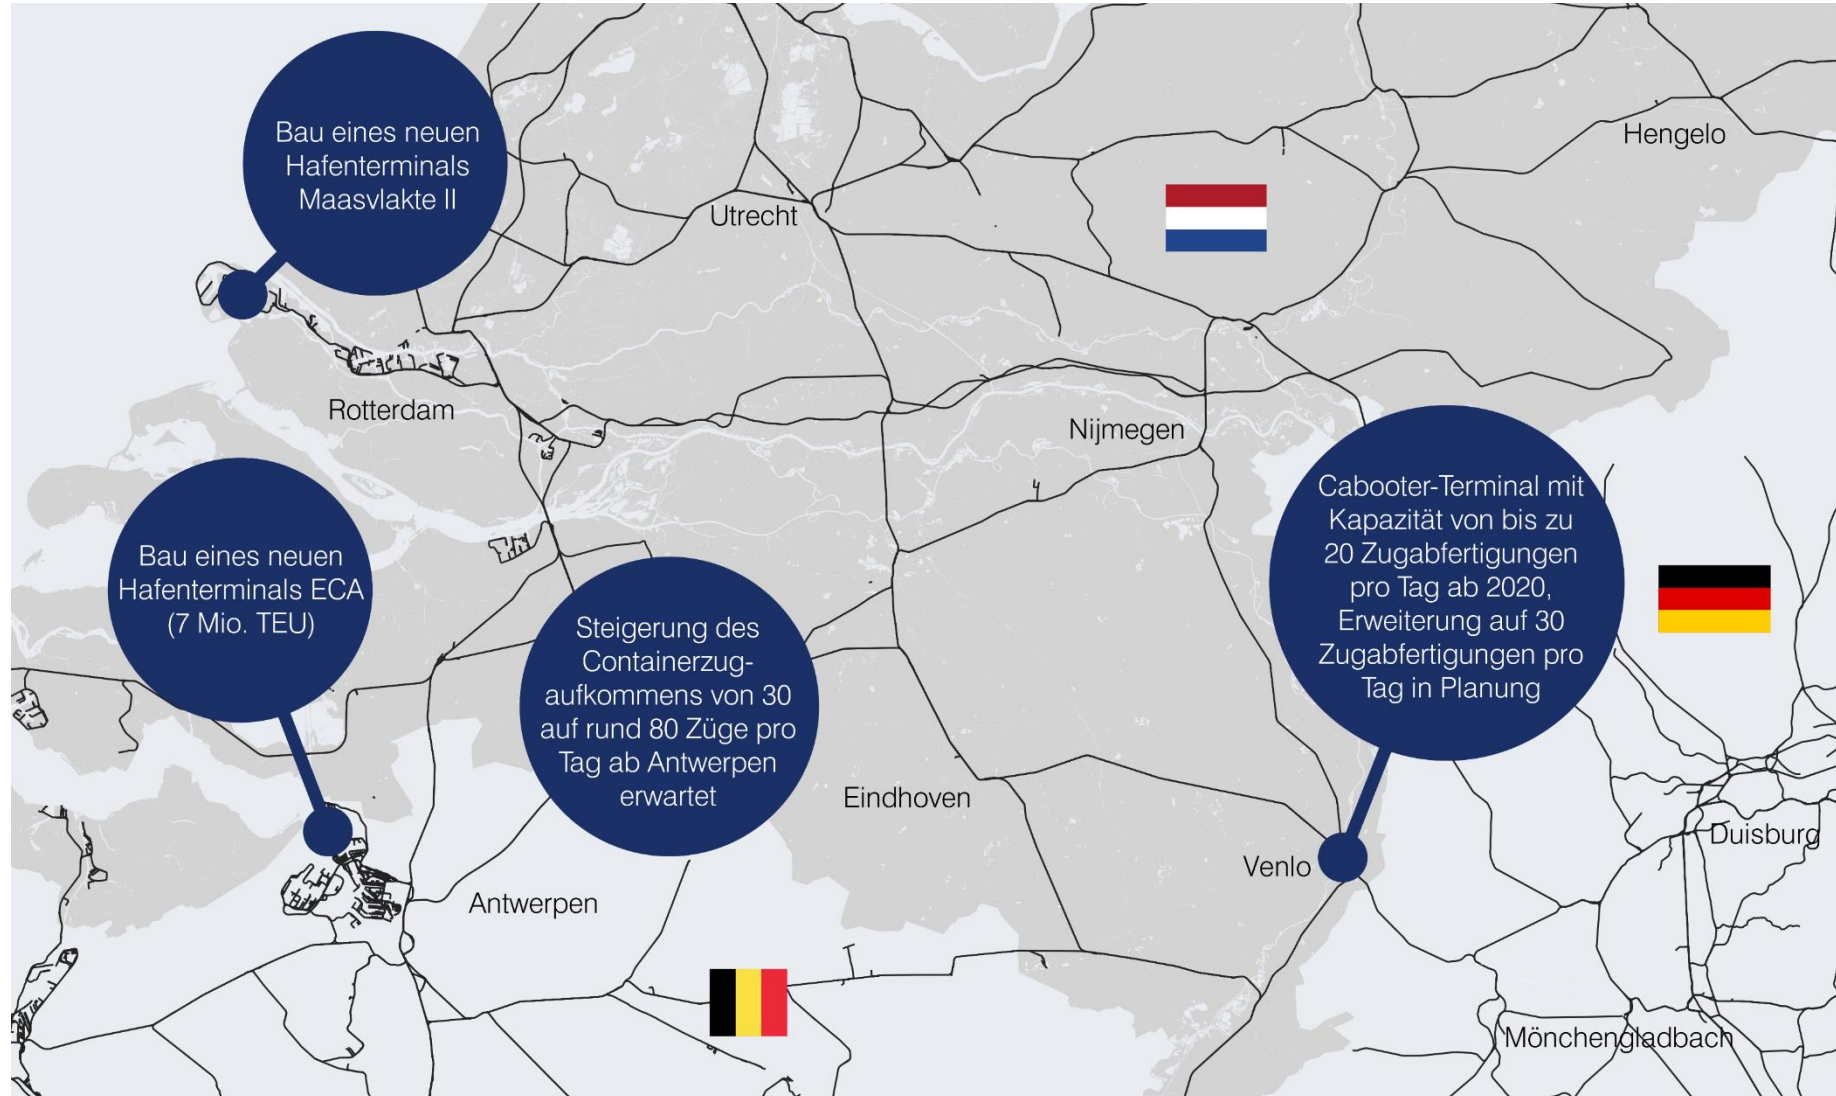 Bau eines neuen
Hafenterminals
Maasvlakte II
Hengelo
Utrecht
Rotterdam
Nijmegen
Bau eines neuen
Hafenterminals ECA
(7 Mio. TEU)
Steigerung des
Containerzug-
aufkommens von 30
auf rund 80 Züge pro
Tag ab Antwerpen
erwartet
Cabooter-Terminal mit
Kapazität von bis zu
20 Zugabfertigungen
pro Tag ab 2020,
Erweiterung auf 30
Zugabfertigungen pro
Tag in Planung
Eindhoven
Duisburg
Venlo
Antwerpen
Mönchengladbach